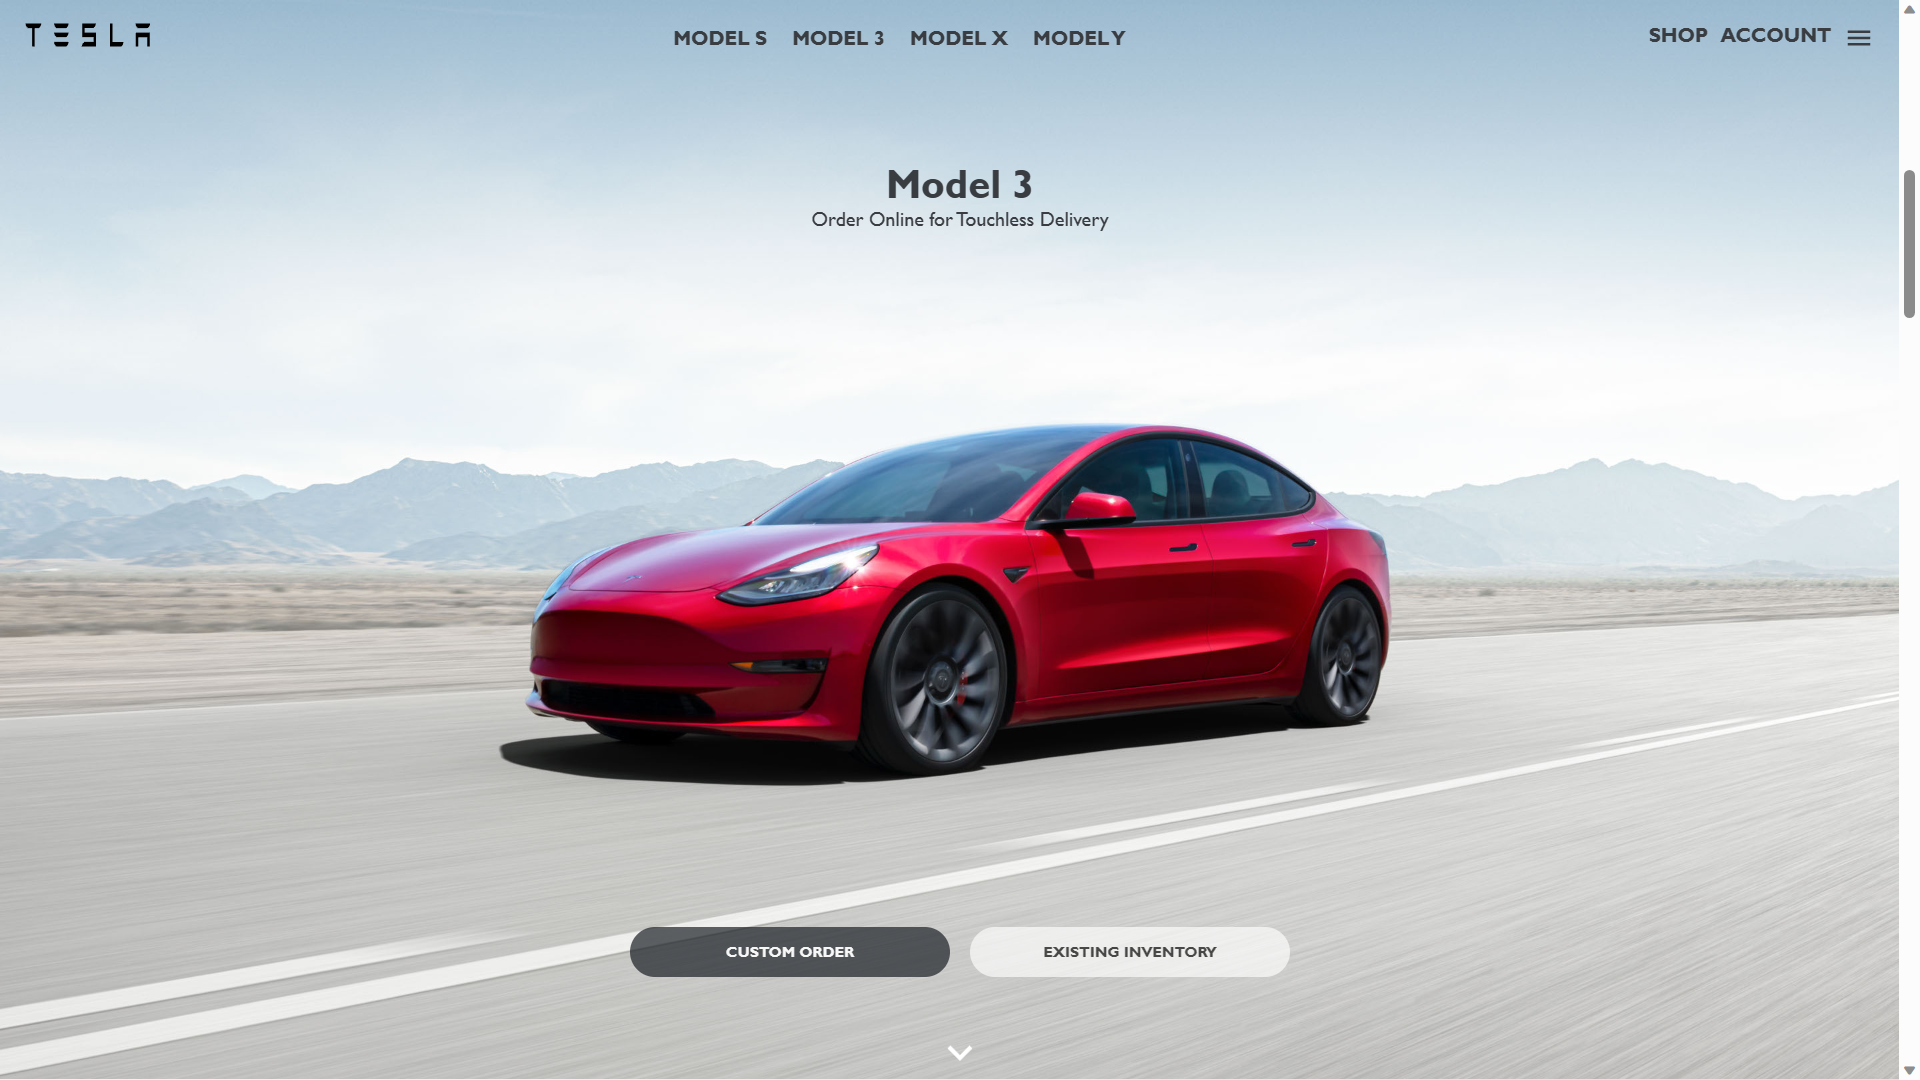 TESLA
MODEL S
MODEL 3
MODEL X
MODEL Y
SHOP
ACCOUNT
Model 3
Order Online for Touchless Delivery
CUSTOM ORDER
EXISTING INVENTORY